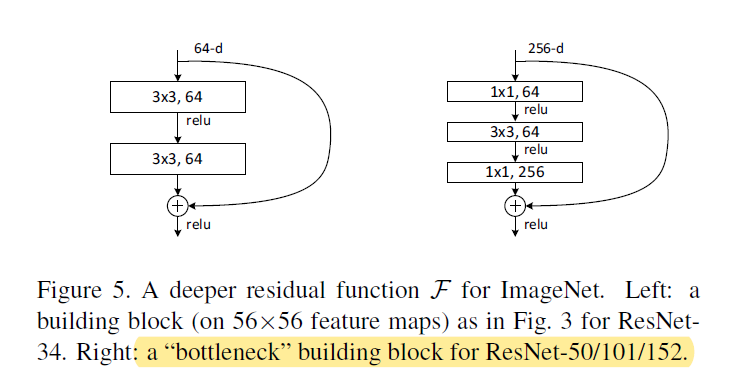 64-d
3x3, 64
relu
3x3, 64
+
relu
256-d
1x1, 64
relu
3x3, 64
relu
1x1, 256
+
relu
Figure 5. A deeper residual function F for ImageNet. Left: a
building block (on 56×56 feature maps) as in Fig. 3 for ResNet-
34. Right: a “bottleneck” building block for ResNet-50/101/152.